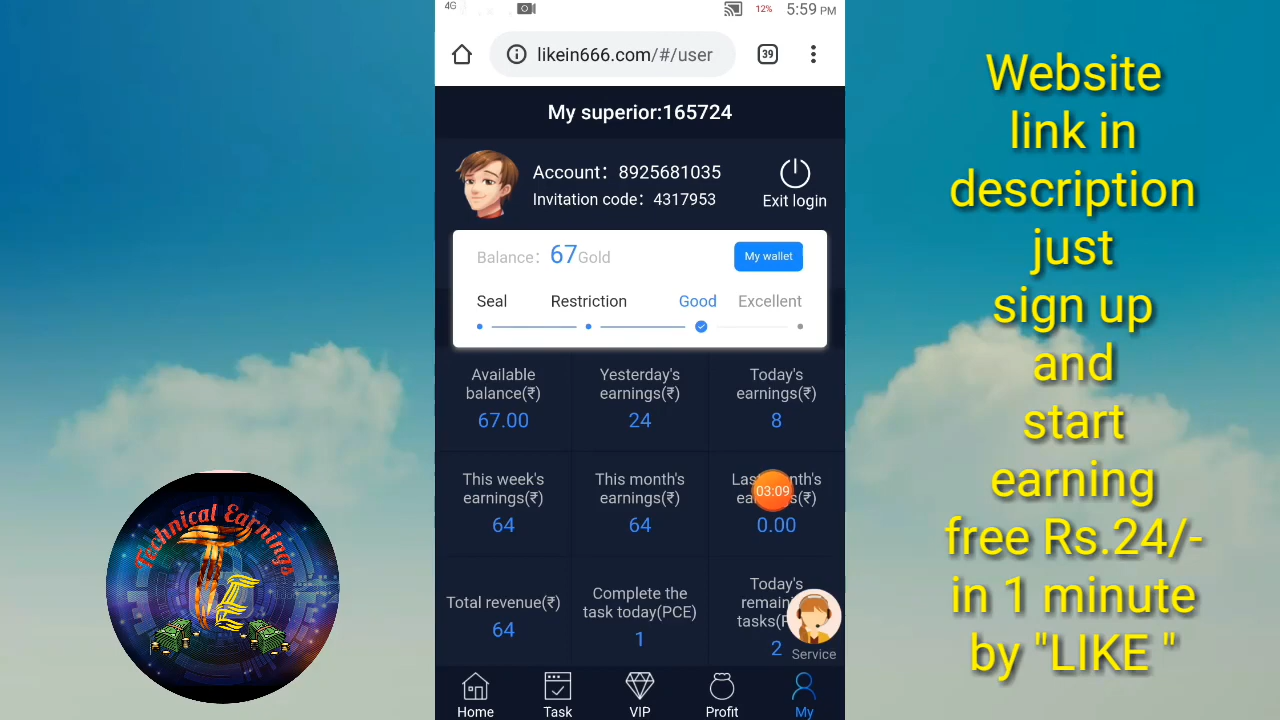 4G
12% 5:59 PM
likein666.com/#/user
39
My superior:165724
Account: 8925681035
Invitation code: 4317953
Exit login
Balance: 67Gold
My wallet
Seal Restriction Good Excellent
Available
balance(₹)
67.00
Yesterday's
earnings(₹)
24
Today's
earnings(₹)
8
This week's
earnings(₹)
64
This month's
earnings(₹)
64
03:09
0.00
Total revenue(₹)
64
Complete the
task today(PCE)
1
Today's
2
Service
Home Task VIP Profit My
Website
link in
description
just
sign up
and
start
earning
free Rs.24/-
in 1 minute
by "LIKE "
Technical Earnings